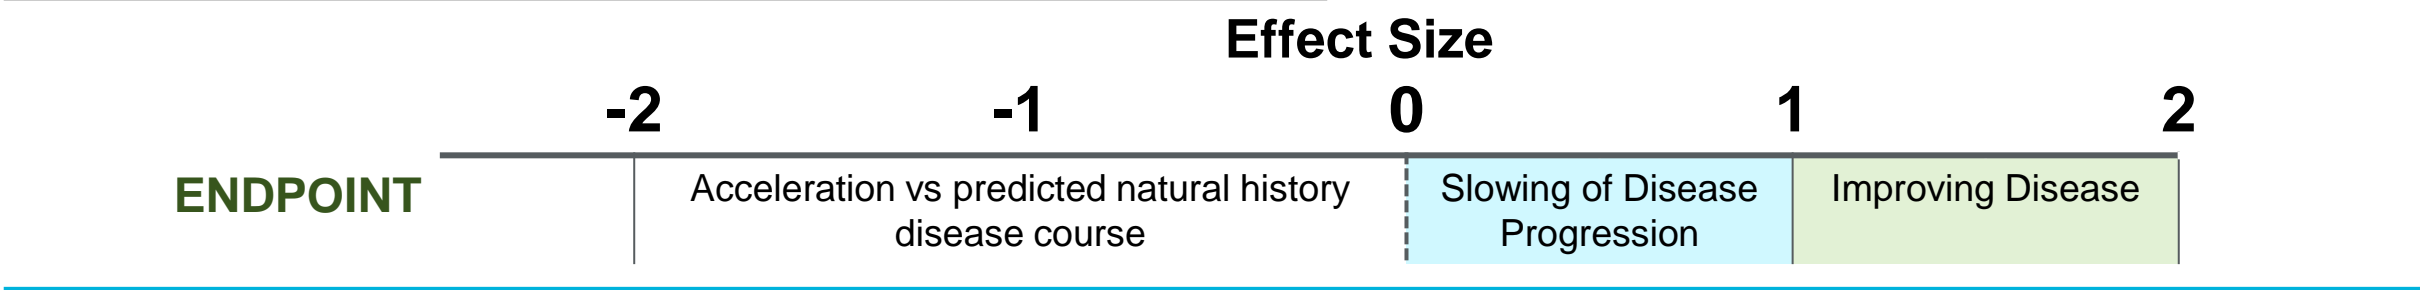 Effect Size
-2 -1 0 1 2
ENDPOINT
Acceleration vs predicted natural history
disease course
Slowing of Disease
Progression
Improving Disease